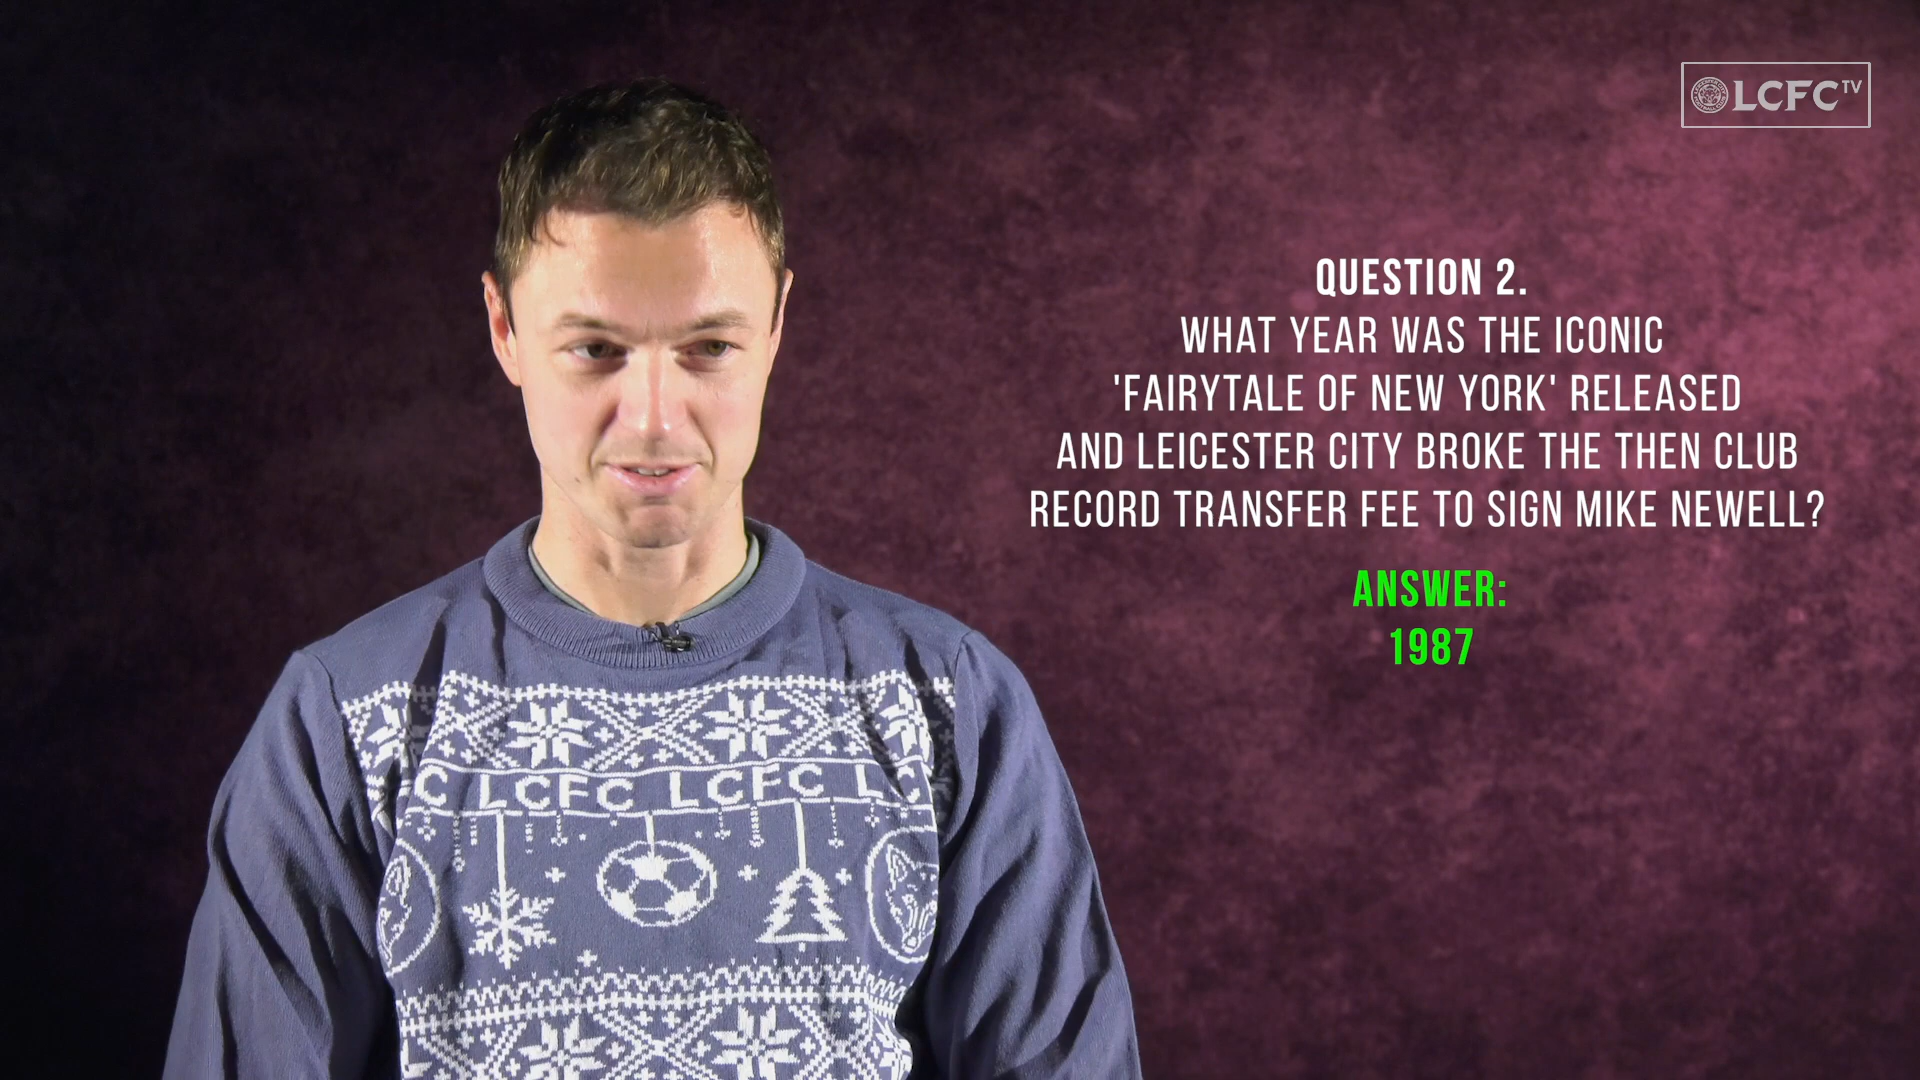 LCFC TV
QUESTION 2.
WHAT YEAR WAS THE ICONIC
'FAIRYTALE OF NEW YORK' RELEASED
AND LEICESTER CITY BROKE THE THEN CLUB
RECORD TRANSFER FEE TO SIGN MIKE NEWELL?
ANSWER:
1987
C LCFC LCFC LC